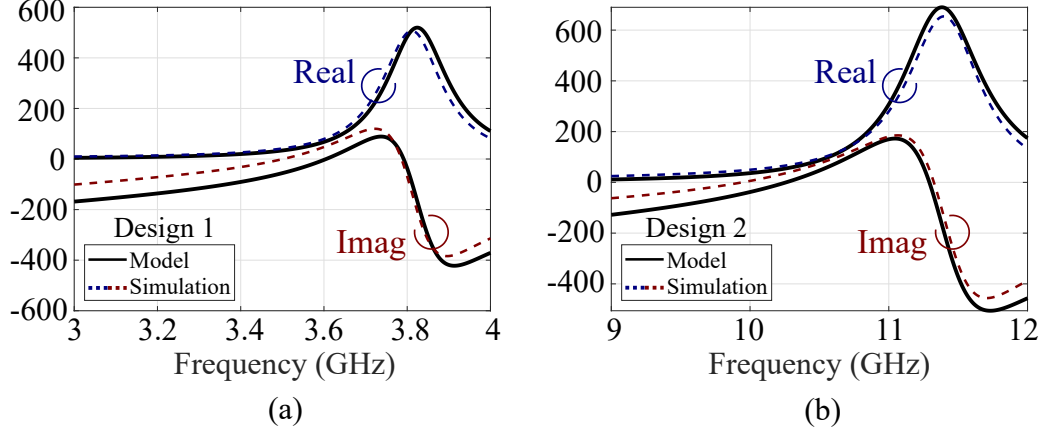 600
400
200
0
-200
-400
-600
Real
Imag
Design 1
Model
Simulation
3 3.2 3.4 3.6 3.8 4
Frequency (GHz)
(a)
600
400
200
0
-200
-400
Real
Imag
Design 2
Model
Simulation
9 10 11 12
Frequency (GHz)
(b)